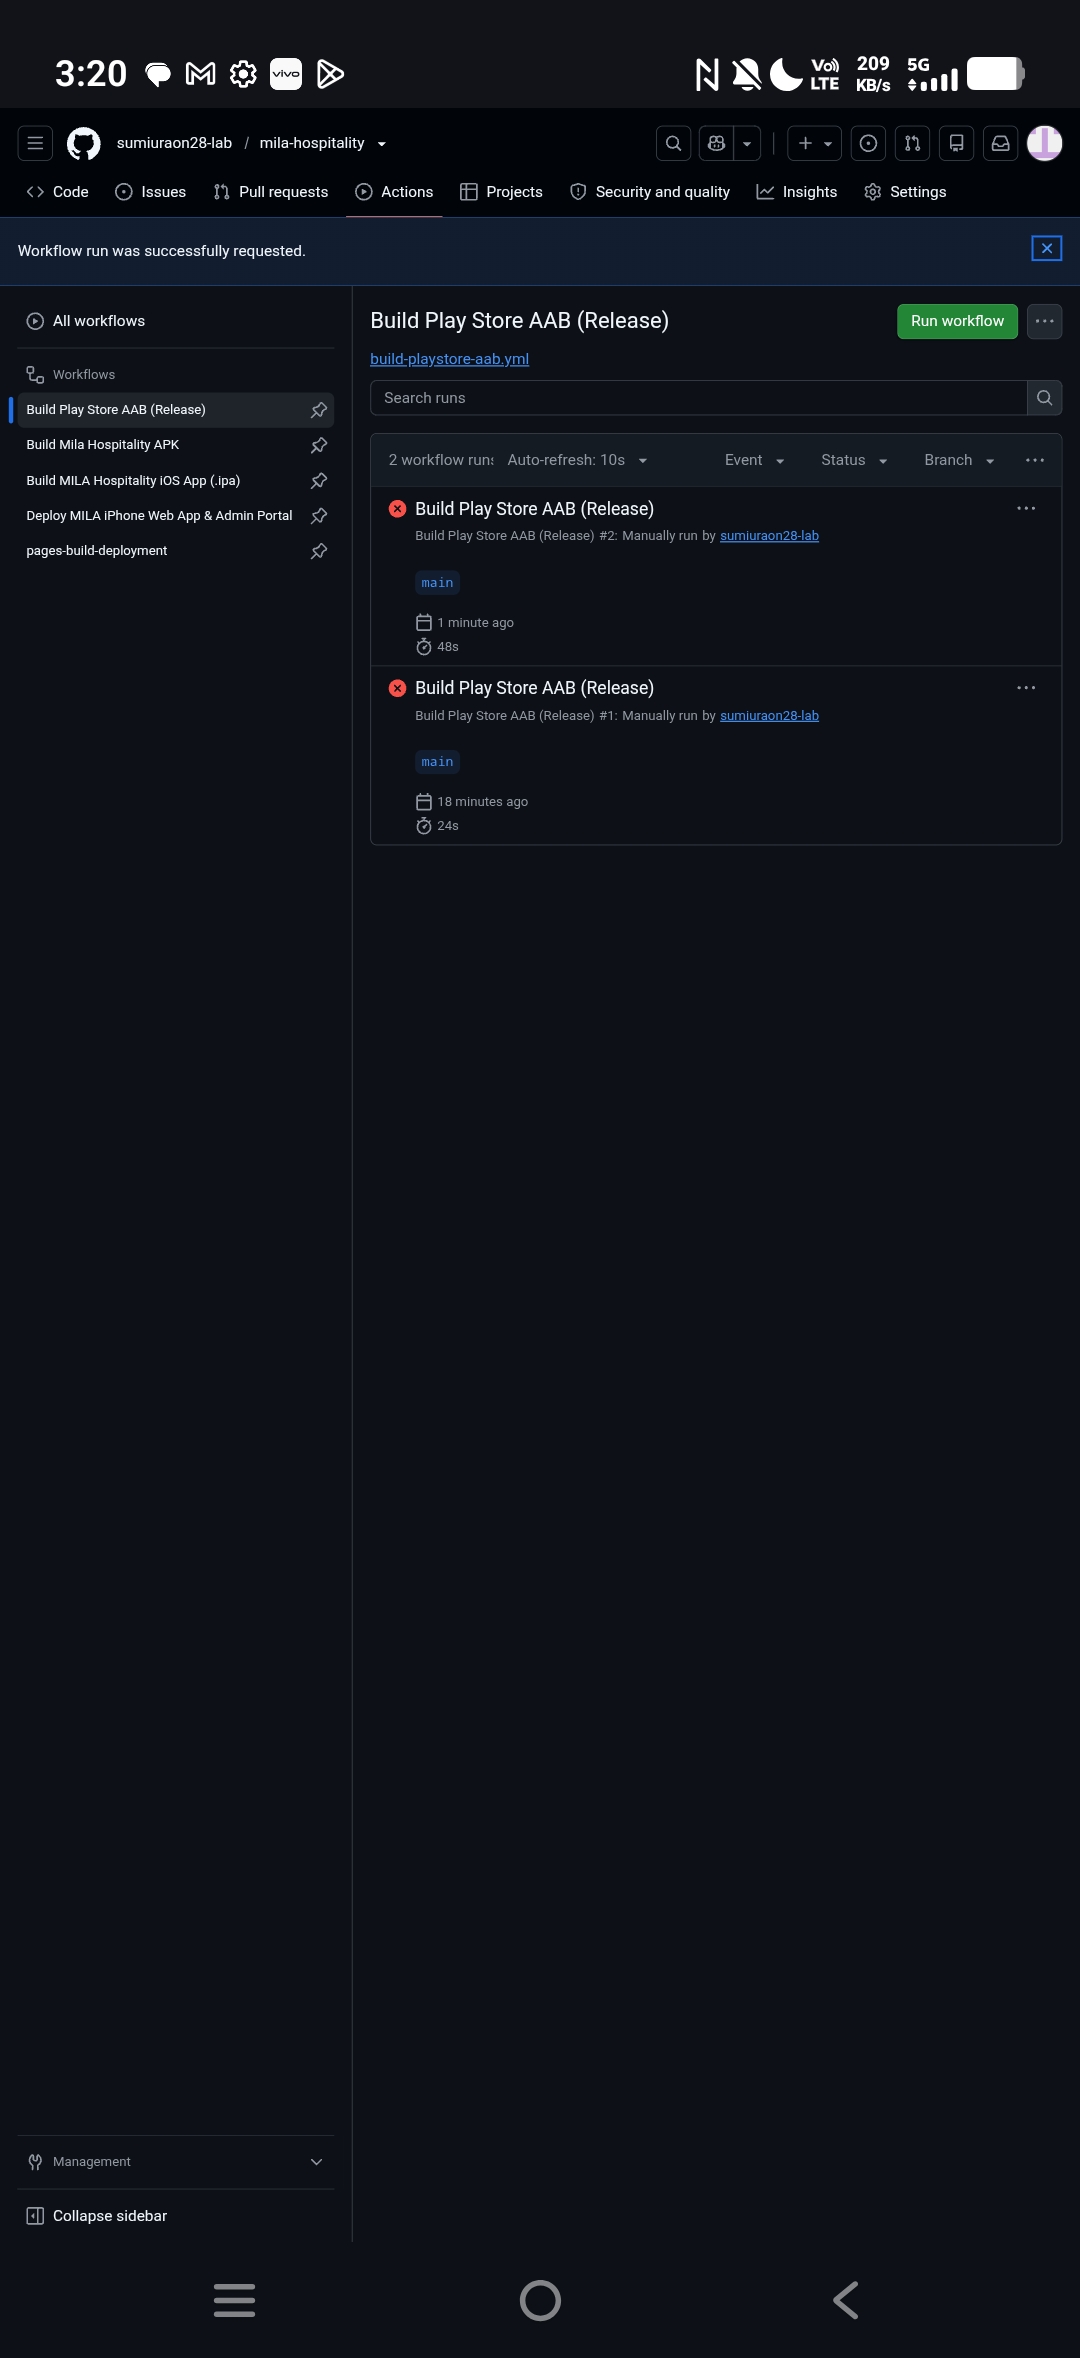 3:20
vivo
Vo))
LTE
209
KB/s
5G
sumiuraon28-lab / mila-hospitality
Code
Issues
Pull requests
Actions
Projects
Security and quality
Insights
Settings
Workflow run was successfully requested.
All workflows
Workflows
Build Play Store AAB (Release)
Build Mila Hospitality APK
Build MILA Hospitality iOS App (.ipa)
Deploy MILA iPhone Web App & Admin Portal
pages-build-deployment
Build Play Store AAB (Release)
Run workflow
build-playstore-aab.yml
Search runs
2 workflow runs
Auto-refresh: 10s
Event
Status
Branch
Build Play Store AAB (Release)
Build Play Store AAB (Release) #2: Manually run by sumiuraon28-lab
main
1 minute ago
48s
Build Play Store AAB (Release)
Build Play Store AAB (Release) #1: Manually run by sumiuraon28-lab
main
18 minutes ago
24s
Management
Collapse sidebar